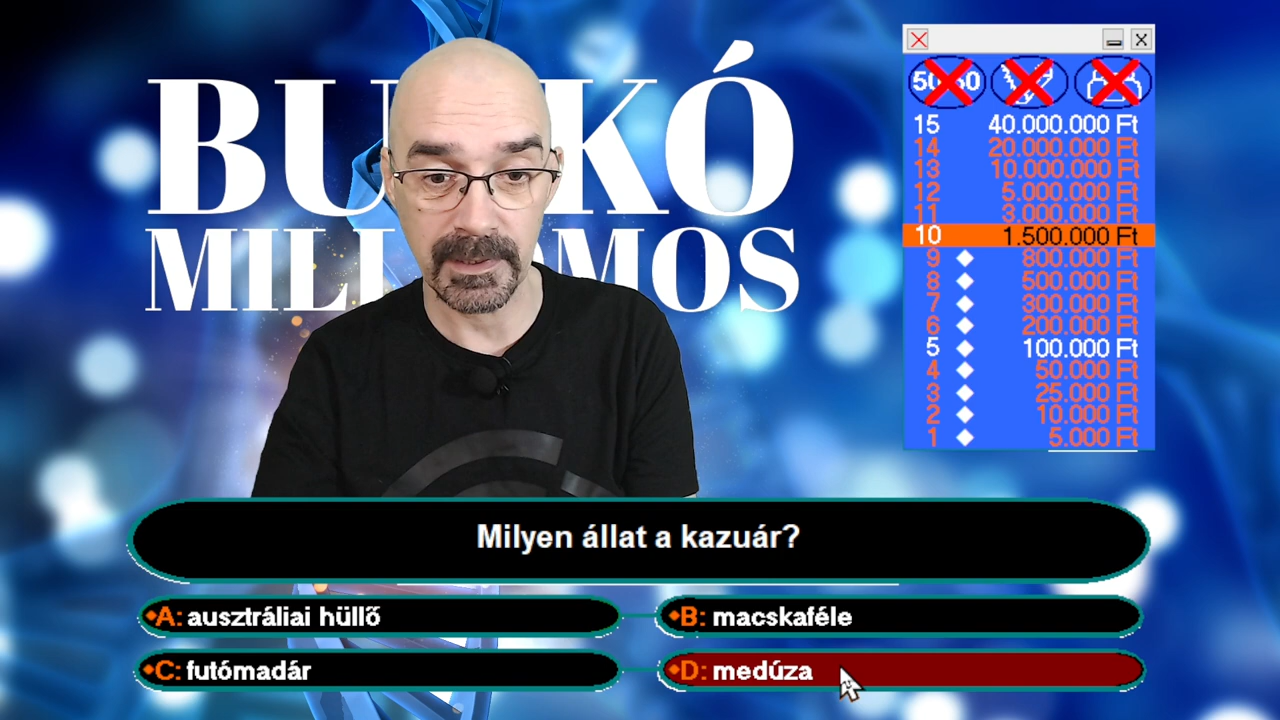 BU KÓ
MILL OMOS
50 50
15 40.000.000 Ft
14 20.000.000 Ft
13 10.000.000 Ft
12 5.000.000 Ft
11 3.000.000 Ft
10 1.500.000 Ft
9 800.000 Ft
8 500.000 Ft
7 300.000 Ft
6 200.000 Ft
5 100.000 Ft
4 50.000 Ft
3 25.000 Ft
2 10.000 Ft
1 5.000 Ft
Milyen állat a kazuár?
A: ausztráliai hüllő
B: macskaféle
C: futómadár
D: medúza